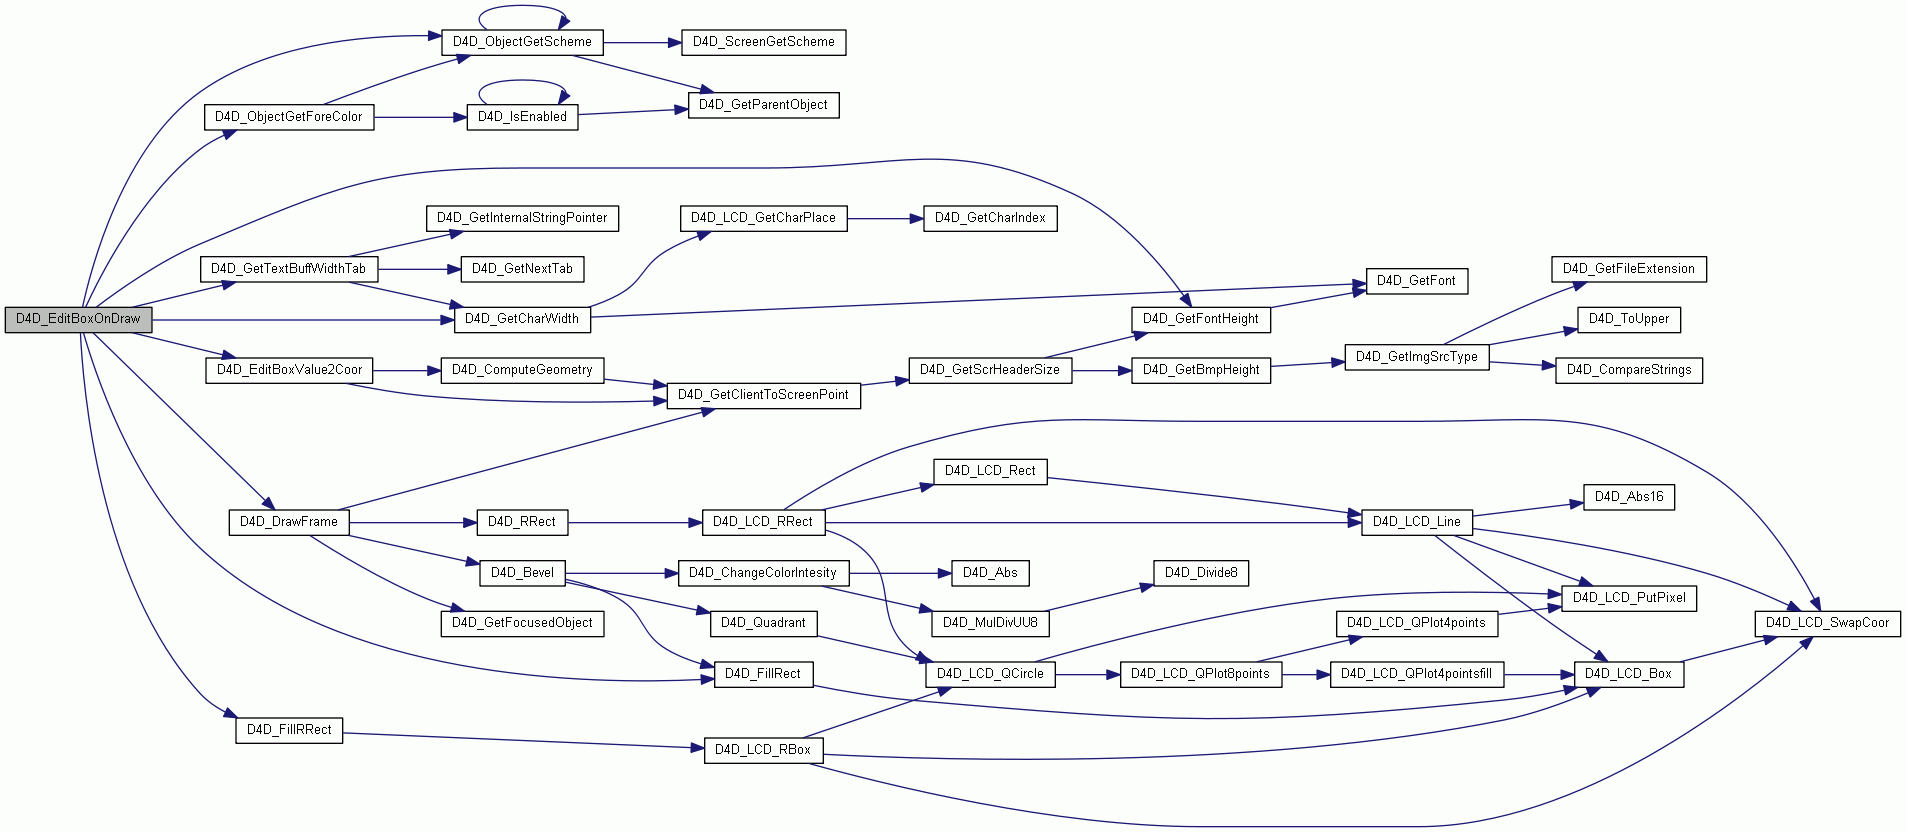 D4D_ObjectGetScheme
D4D_ScreenGetScheme
D4D_GetParentObject
D4D_ObjectGetForeColor
D4D_IsEnabled
D4D_GetInternalStringPointer
D4D_LCD_GetCharPlace
D4D_GetCharIndex
D4D_GetTextBuffWidthTab
D4D_GetNextTab
D4D_GetFileExtension
D4D_GetFont
D4D_EditBoxOnDraw
D4D_GetCharWidth
D4D_GetFontHeight
D4D_ToUpper
D4D_GetImgSrcType
D4D_EditBoxValue2Coor
D4D_ComputeGeometry
D4D_GetScrHeaderSize
D4D_GetBmpHeight
D4D_CompareStrings
D4D_GetClientToScreenPoint
D4D_LCD_Rect
D4D_Abs16
D4D_DrawFrame
D4D_RRect
D4D_LCD_RRect
D4D_LCD_Line
D4D_Bevel
D4D_ChangeColorIntesity
D4D_Abs
D4D_Divide8
D4D_LCD_PutPixel
D4D_GetFocusedObject
D4D_Quadrant
D4D_MulDivUU8
D4D_LCD_QPlot4points
D4D_LCD_SwapCoor
D4D_FillRect
D4D_LCD_QCircle
D4D_LCD_QPlot8points
D4D_LCD_QPlot4pointsfill
D4D_LCD_Box
D4D_FillRRect
D4D_LCD_RBox